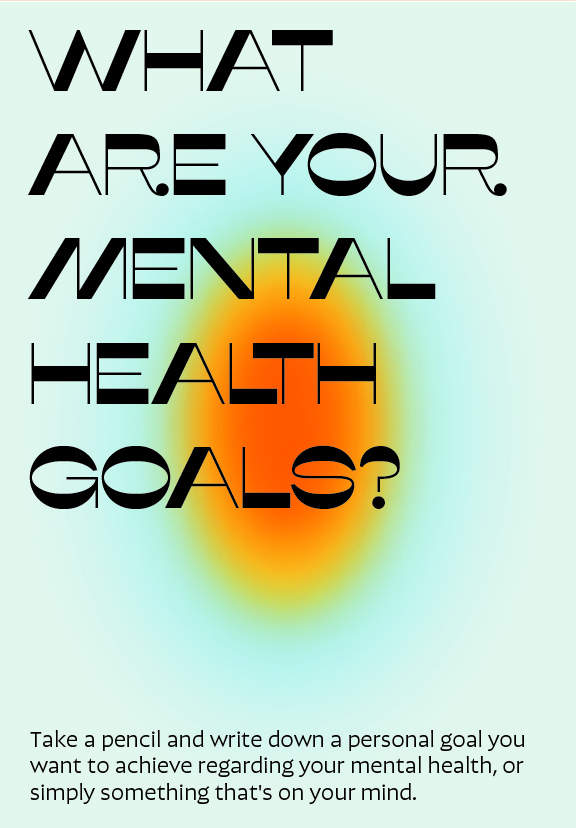 WHAT
ARE YOUR
MENTAL
HEALTH
GOALS?
Take a pencil and write down a personal goal you
want to achieve regarding your mental health, or
simply something that's on your mind.